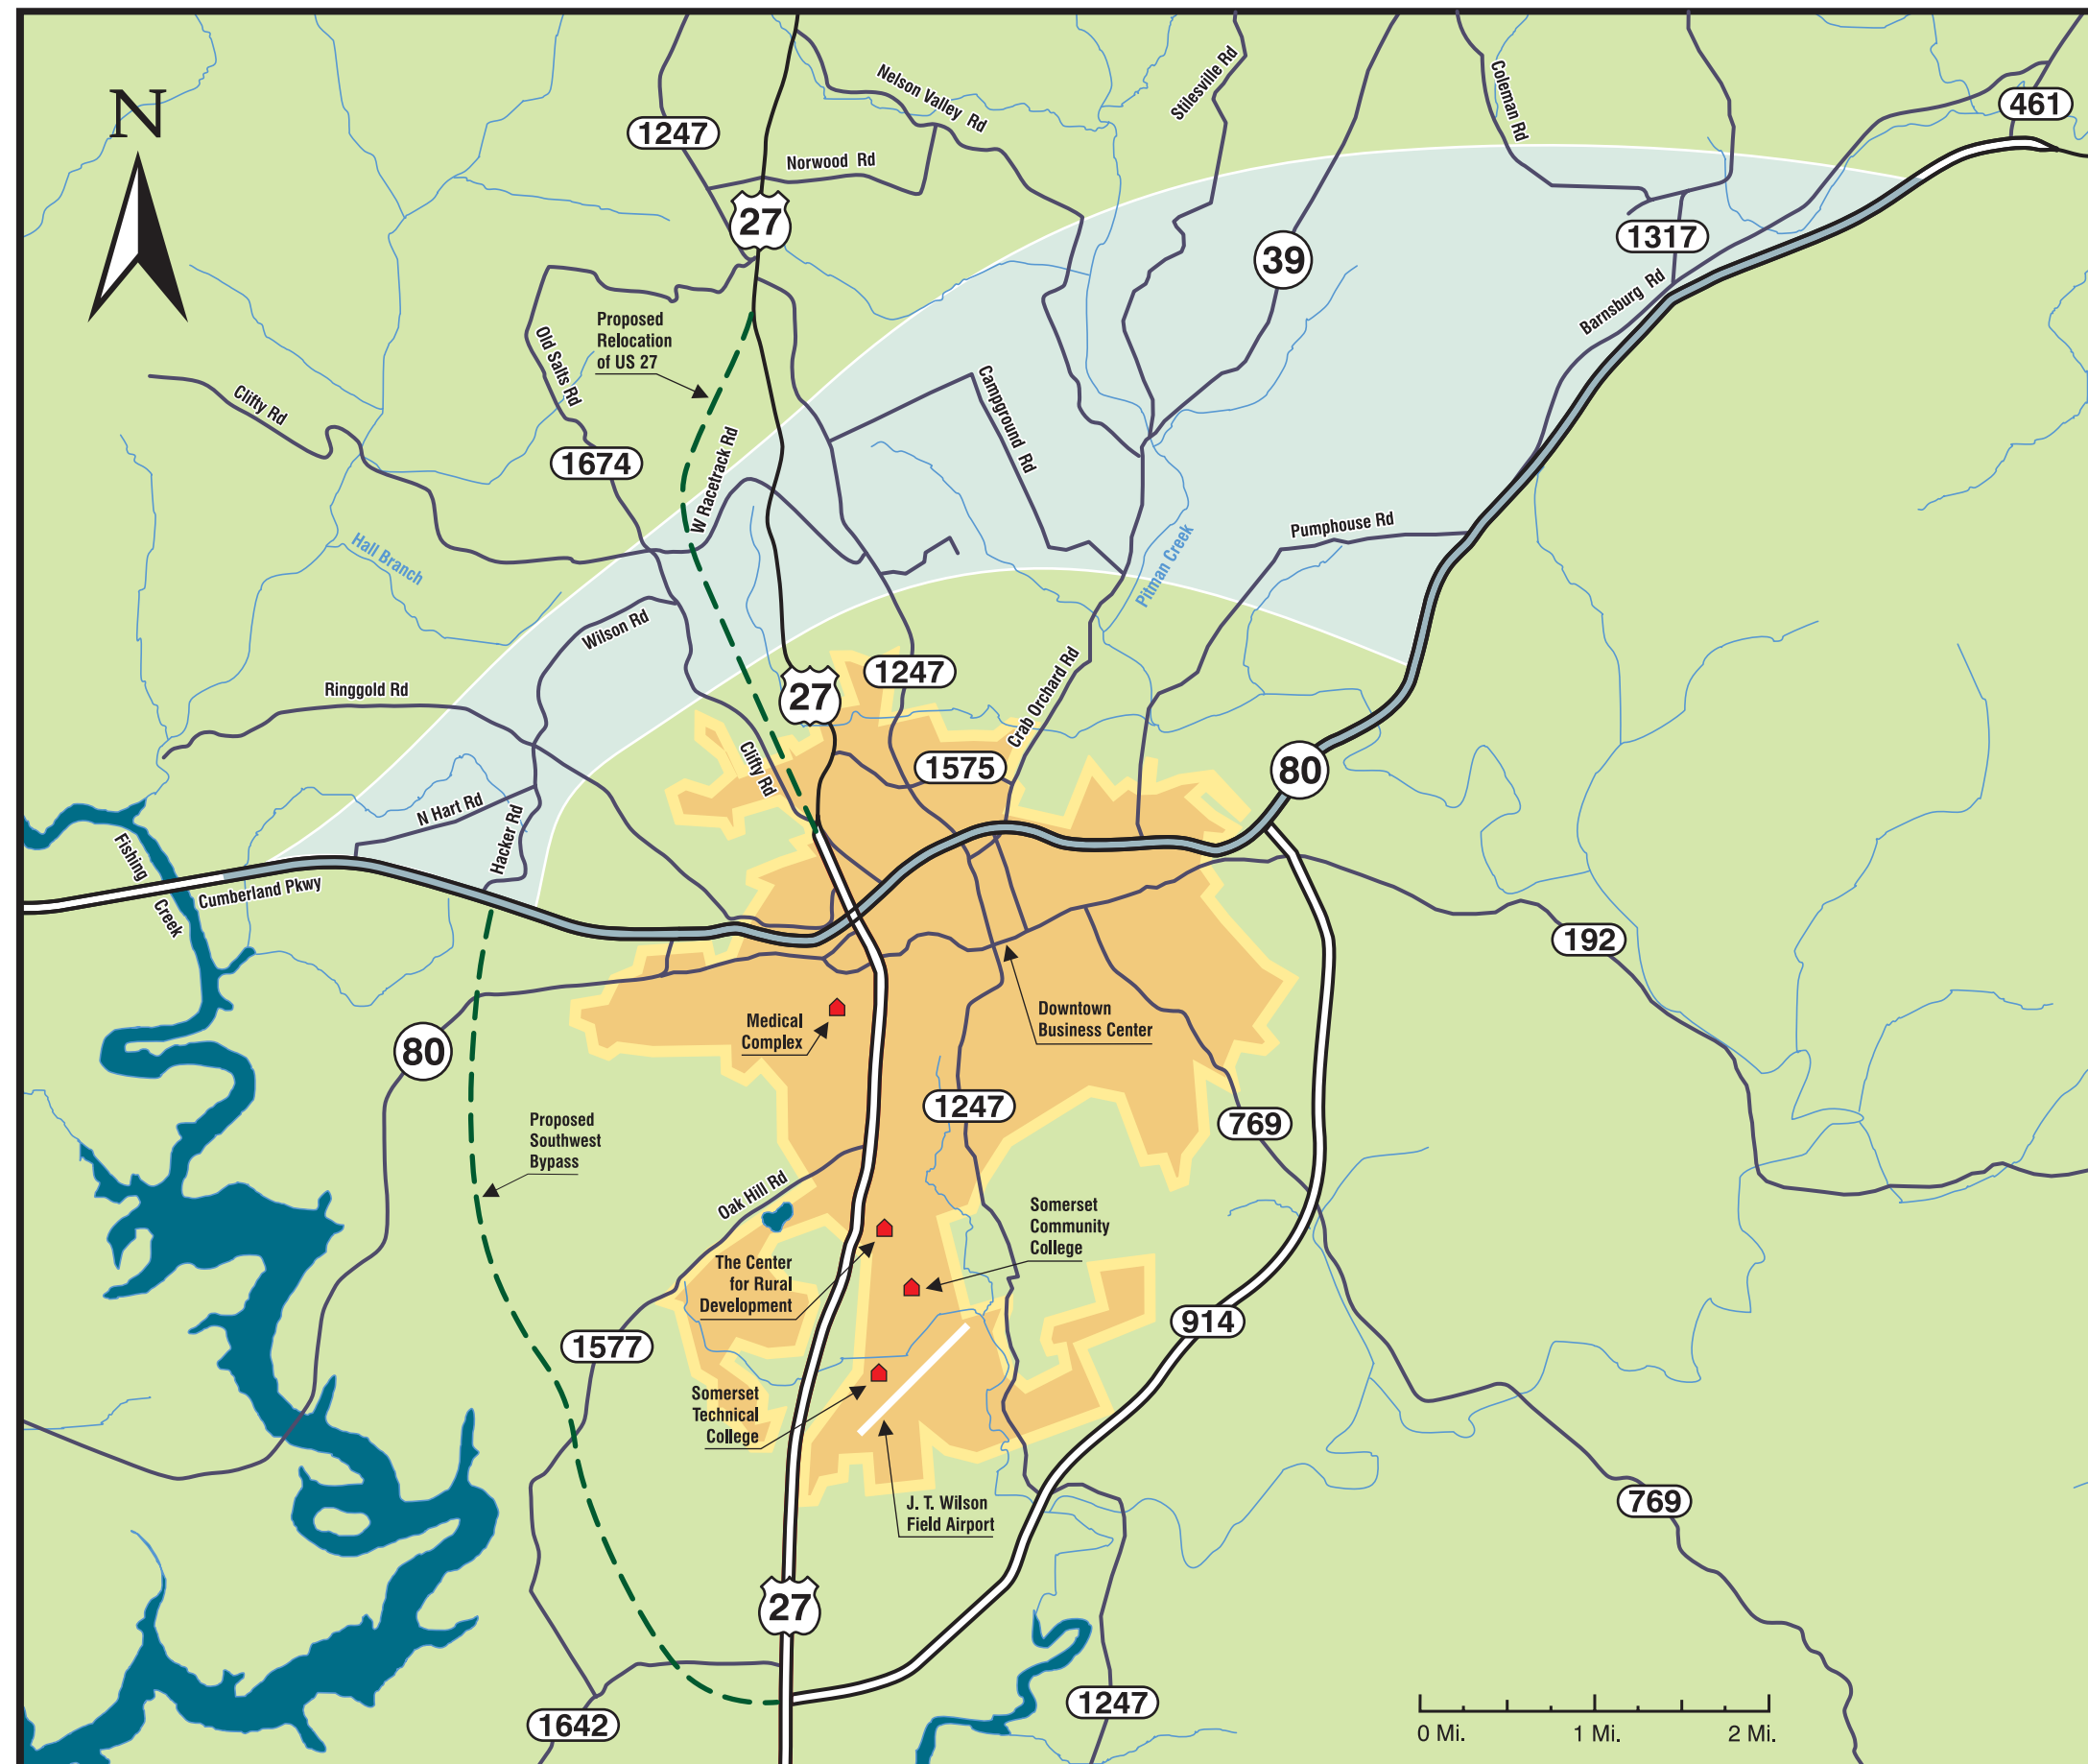 N
1247
Nelson Valley Rd
Stilesville Rd
Coleman Rd
461
Norwood Rd
27
39
1317
Barnsburg Rd
Proposed
Relocation
of US 27
Old Salts Rd
Clifty Rd
1674
W Racetrack Rd
Campground Rd
Pumphouse Rd
Hall Branch
Pitman Creek
Wilson Rd
Ringgold Rd
27
1247
Crab Orchard Rd
Clifty Rd
1575
80
N Hart Rd
Hacker Rd
Fishing
Creek
Cumberland Pkwy
192
80
Medical
Complex
Downtown
Business Center
1247
769
Proposed
Southwest
Bypass
Oak Hill Rd
Somerset
Community
College
The Center
for Rural
Development
914
1577
Somerset
Technical
College
J. T. Wilson
Field Airport
769
27
1642
1247
0 Mi.
1 Mi.
2 Mi.